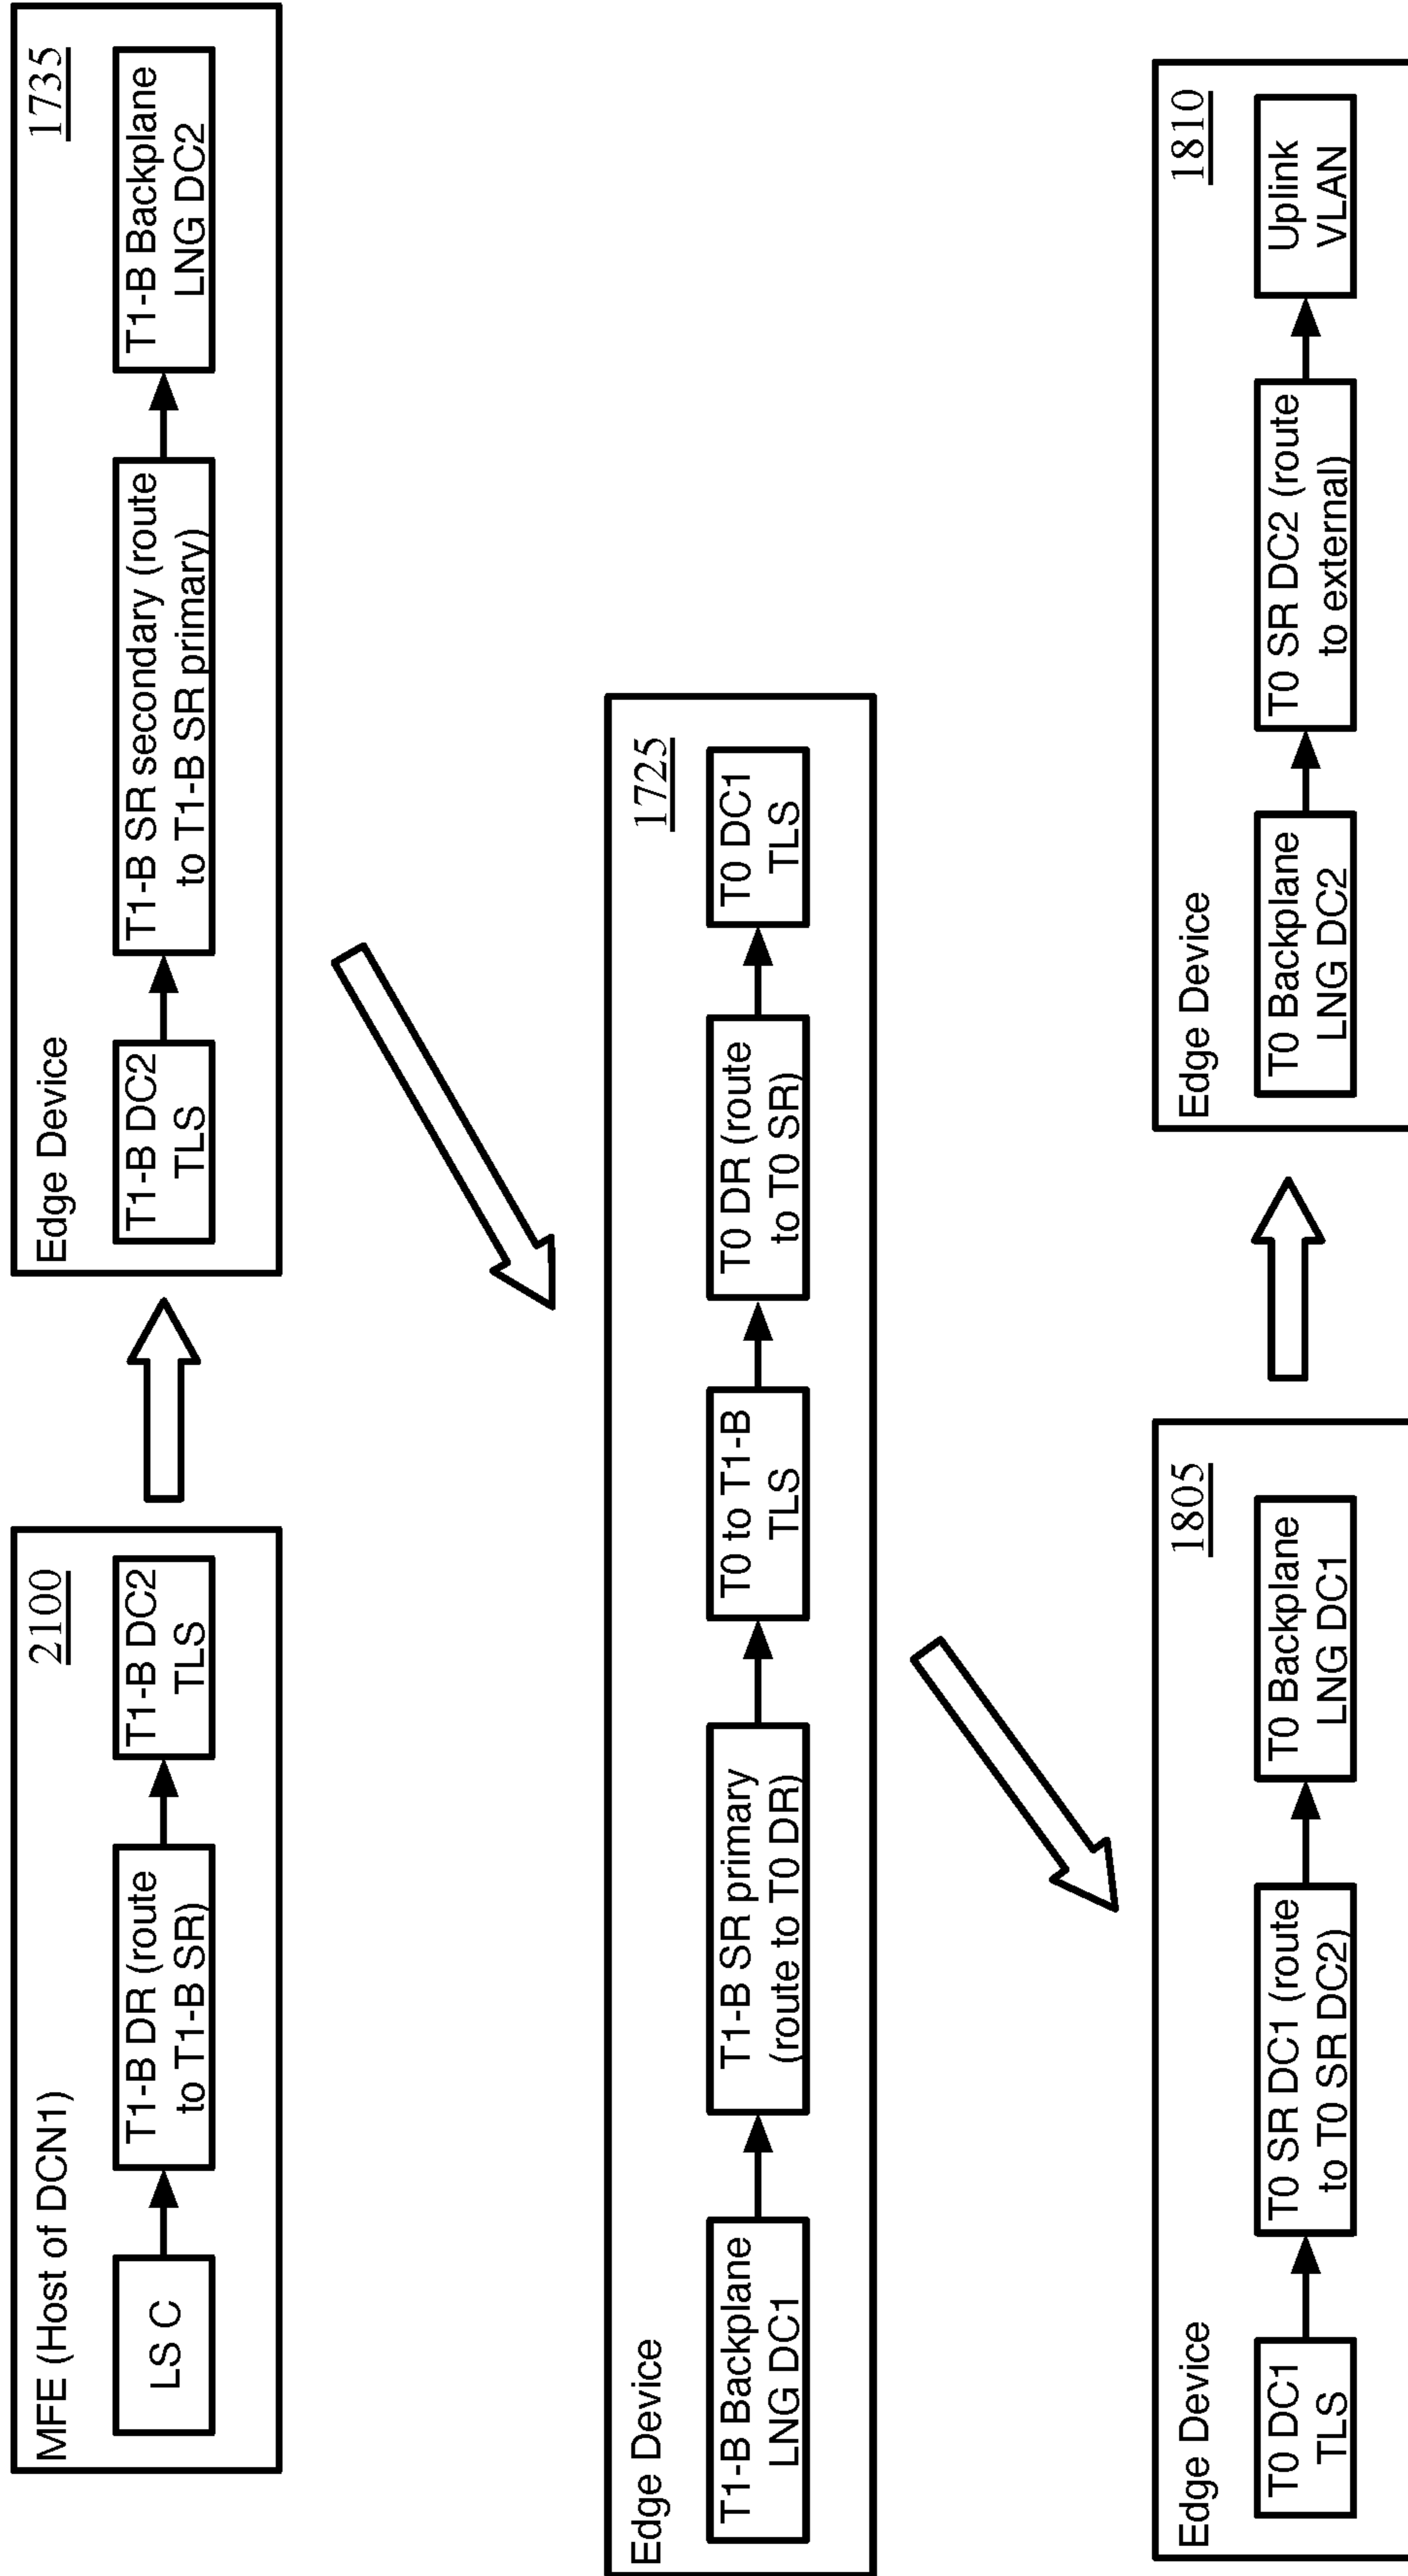 MFE (Host of DCN1)
2100
LS C
T1-B DR (route
to T1-B SR)
T1-B DC2
TLS
Edge Device
1735
T1-B DC2
TLS
T1-B SR secondary (route
to T1-B SR primary)
T1-B Backplane
LNG DC2
Edge Device
1725
T1-B Backplane
LNG DC1
T1-B SR primary
(route to T0 DR)
T0 to T1-B
TLS
T0 DR (route
to T0 SR)
T0 DC1
TLS
Edge Device
1805
T0 DC1
TLS
T0 SR DC1 (route
to T0 SR DC2)
T0 Backplane
LNG DC1
Edge Device
1810
T0 Backplane
LNG DC2
T0 SR DC2 (route
to external)
Uplink
VLAN